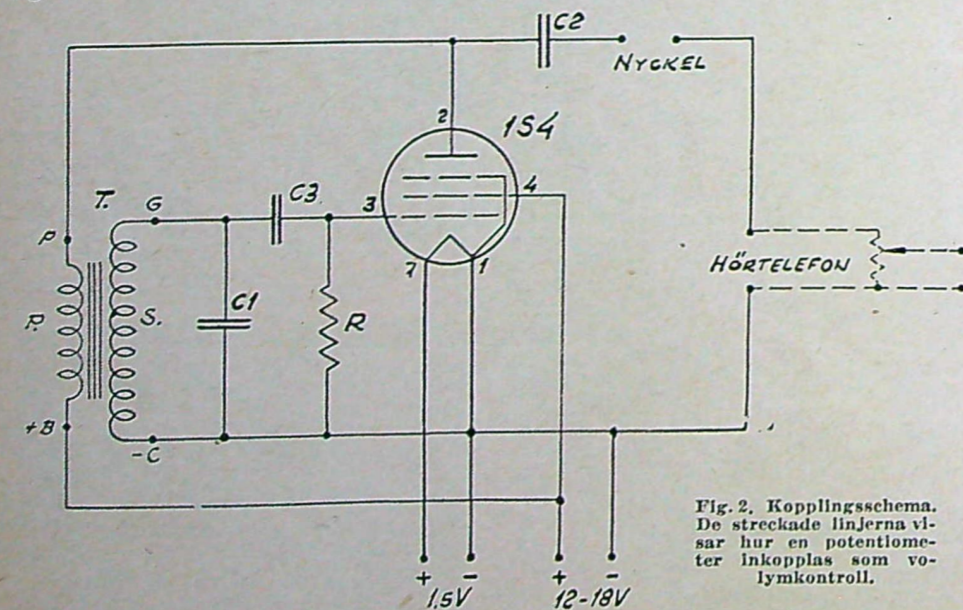 C2
NYCKEL
2
1S4
T.
G
C3
3
4
P
HÖRTELEFON
7
1
P.
S.
C1
R
+B
-C
Fig. 2. Kopplingsschema.
De streckade linjerna vi-
sar hur en potentiome-
ter inkopplas som vo-
lymkontroll.
+ - + -
1.5V 12-18V